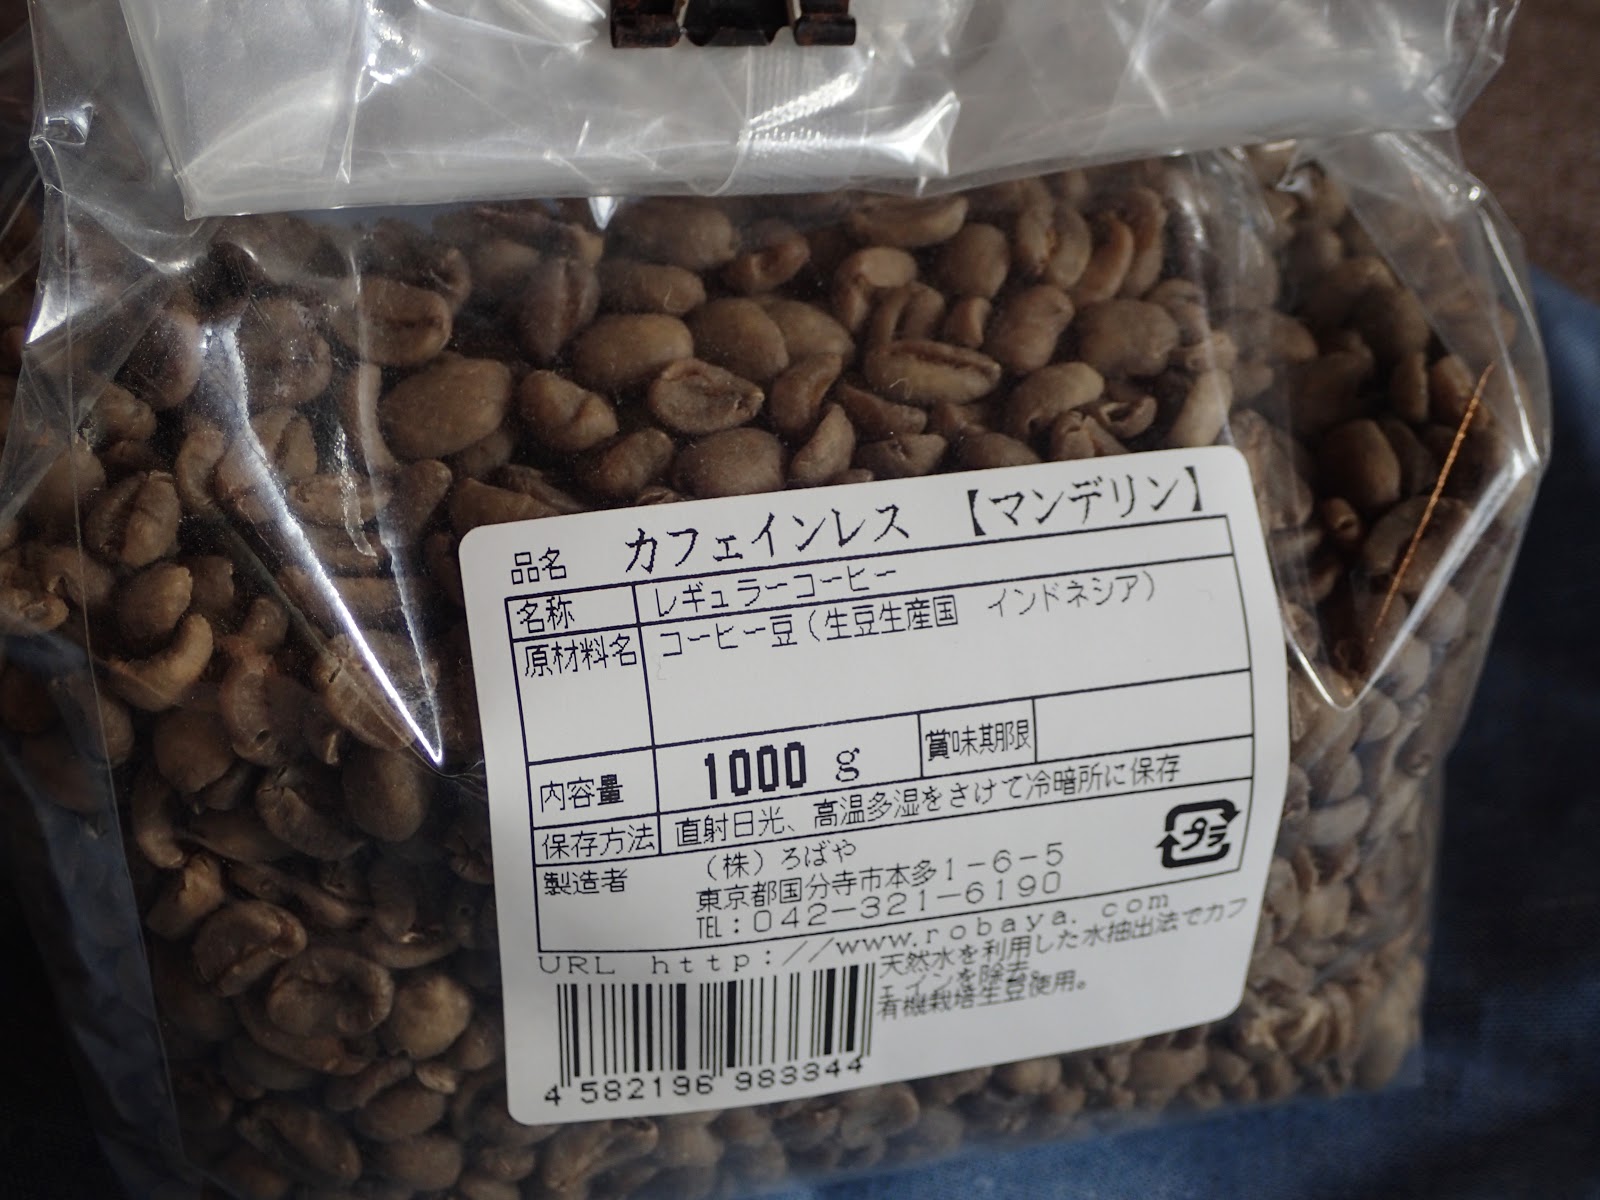 品名 カフェインレス 【マンデリン】
名称 レギュラーコーヒー
原材料名 コーヒー豆(生豆生産国 インドネシア)
内容量 1000 g 賞味期限
保存方法 直射日光、高温多湿をさけて冷暗所に保存
製造者 (株)ろばや
東京都国分寺市本多1-6-5
TEL:042-321-6190
プラ
URL http://www.robaya.com
天然水を利用した水抽出法でカフ
ェインを除去。
有機栽培生豆使用。
4 582196 983344